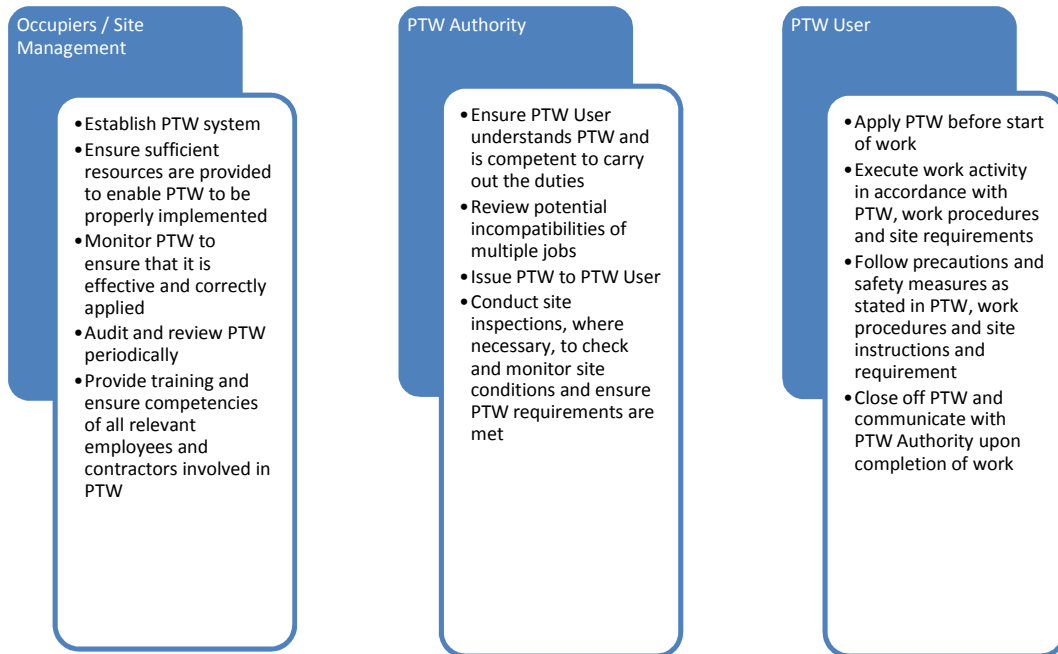 Occupiers / Site
Management
•Establish PTW system
•Ensure sufficient
resources are provided
to enable PTW to be
properly implemented
•Monitor PTW to
ensure that it is
effective and correctly
applied
•Audit and review PTW
periodically
•Provide training and
ensure competencies
of all relevant
employees and
contractors involved in
PTW
PTW Authority
•Ensure PTW User
understands PTW and
is competent to carry
out the duties
•Review potential
incompatibilities of
multiple jobs
•Issue PTW to PTW User
•Conduct site
inspections, where
necessary, to check
and monitor site
conditions and ensure
PTW requirements are
met
PTW User
•Apply PTW before start
of work
•Execute work activity
in accordance with
PTW, work procedures
and site requirements
•Follow precautions and
safety measures as
stated in PTW, work
procedures and site
instructions and
requirement
•Close off PTW and
communicate with
PTW Authority upon
completion of work